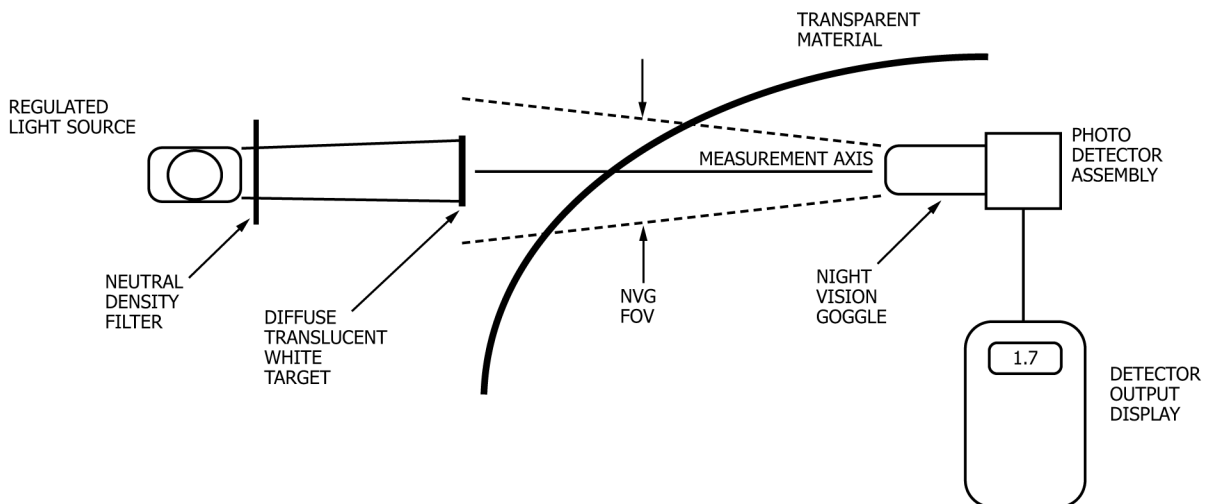 TRANSPARENT
MATERIAL
REGULATED
LIGHT SOURCE
MEASUREMENT AXIS
PHOTO
DETECTOR
ASSEMBLY
NEUTRAL
DENSITY
FILTER
DIFFUSE
TRANSLUCENT
WHITE
TARGET
NVG
FOV
NIGHT
VISION
GOGGLE
1.7
DETECTOR
OUTPUT
DISPLAY